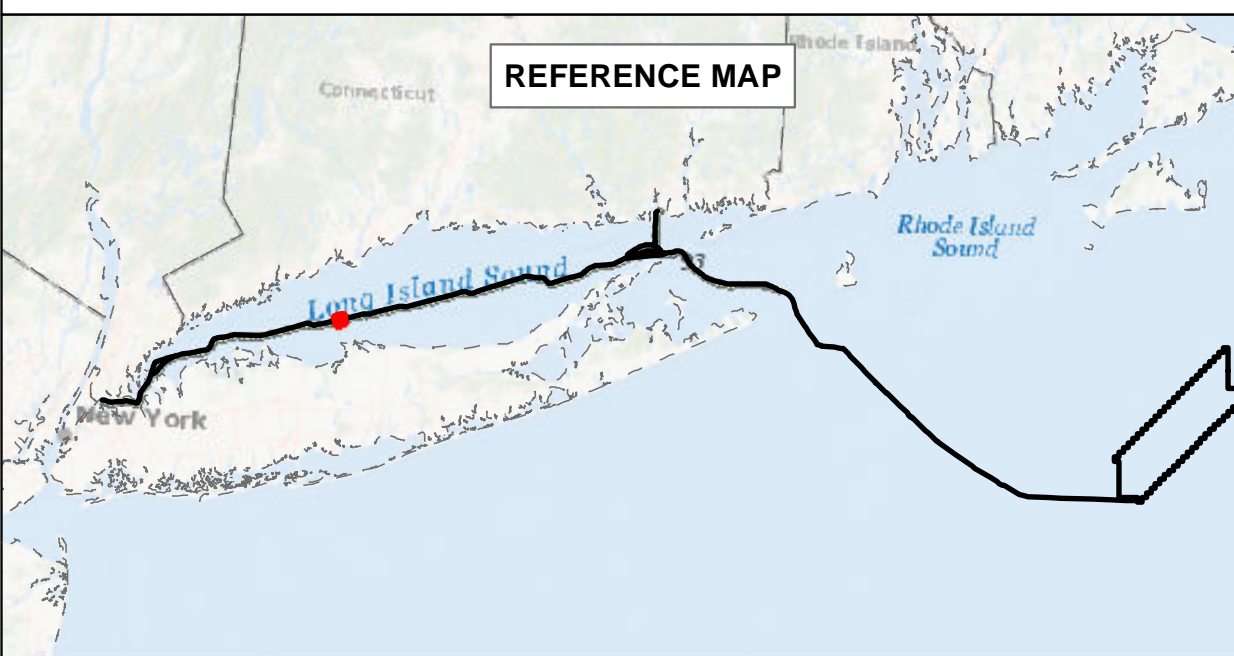 Rhode Island
REFERENCE MAP
Connecticut
Rhode Island
Sound
Long Island Sound
New York